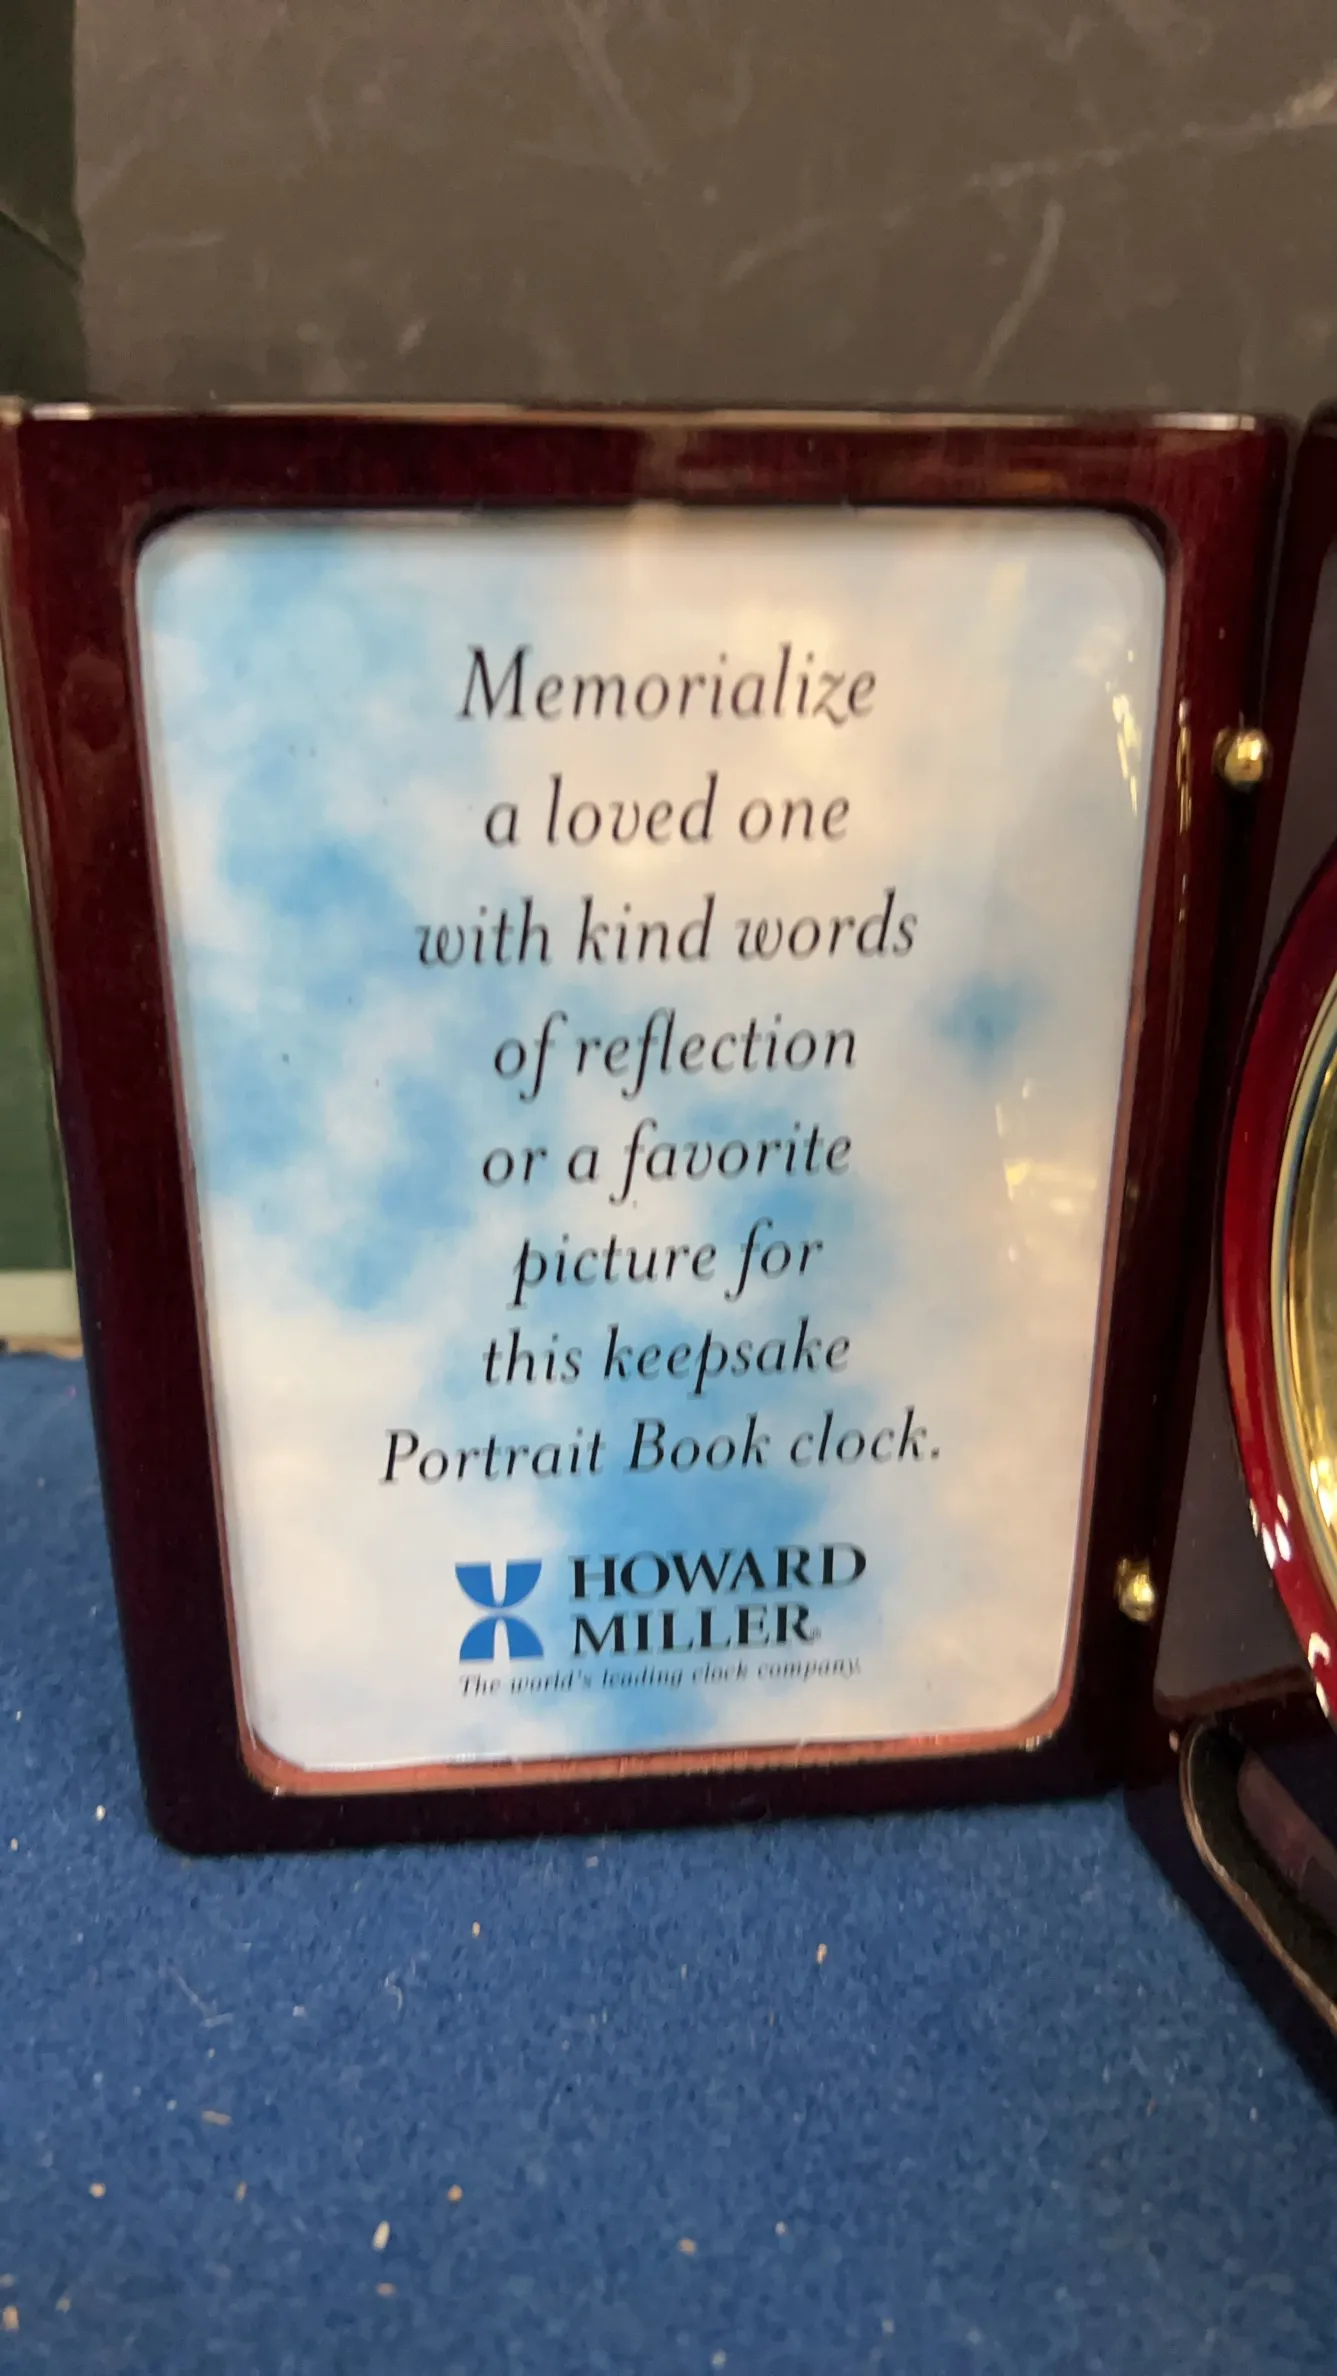 Memorialize
a loved one
with kind words
of reflection
or a favorite
picture for
this keepsake
Portrait Book clock.
HOWARD
MILLER®
The world's leading clock company.